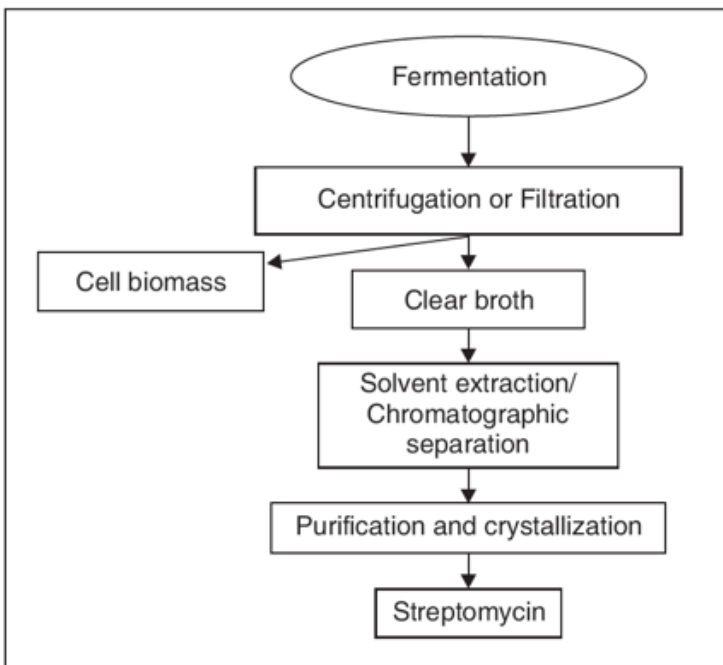 Fermentation
Centrifugation or Filtration
Cell biomass
Clear broth
Solvent extraction/
Chromatographic
separation
Purification and crystallization
Streptomycin